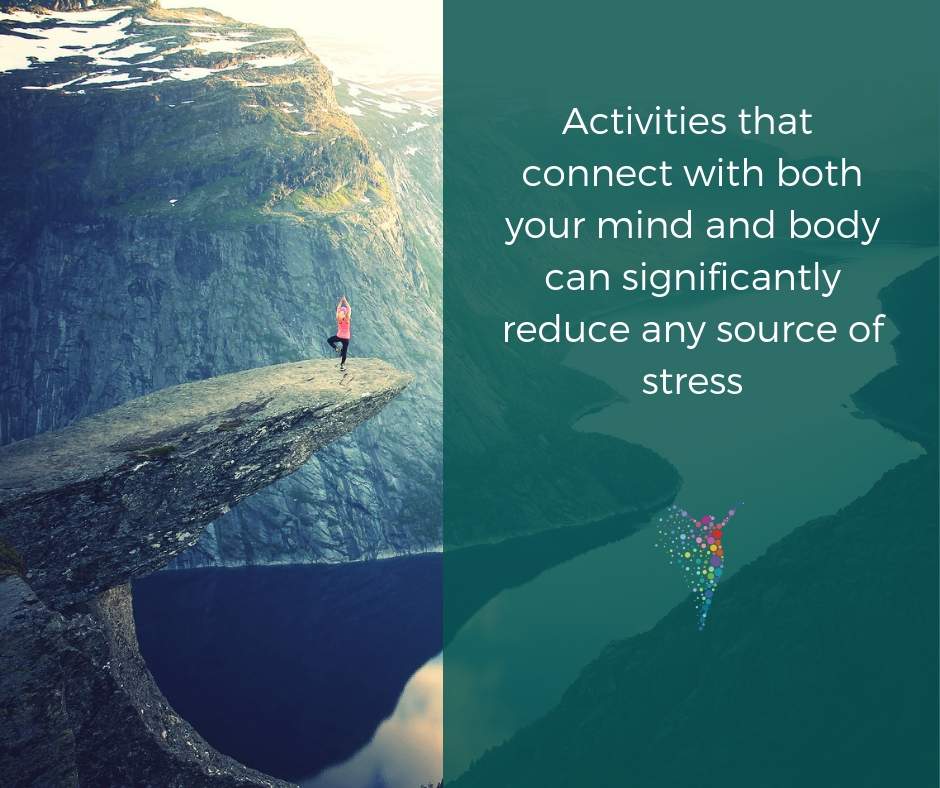 Activities that
connect with both
your mind and body
can significantly
reduce any source of
stress